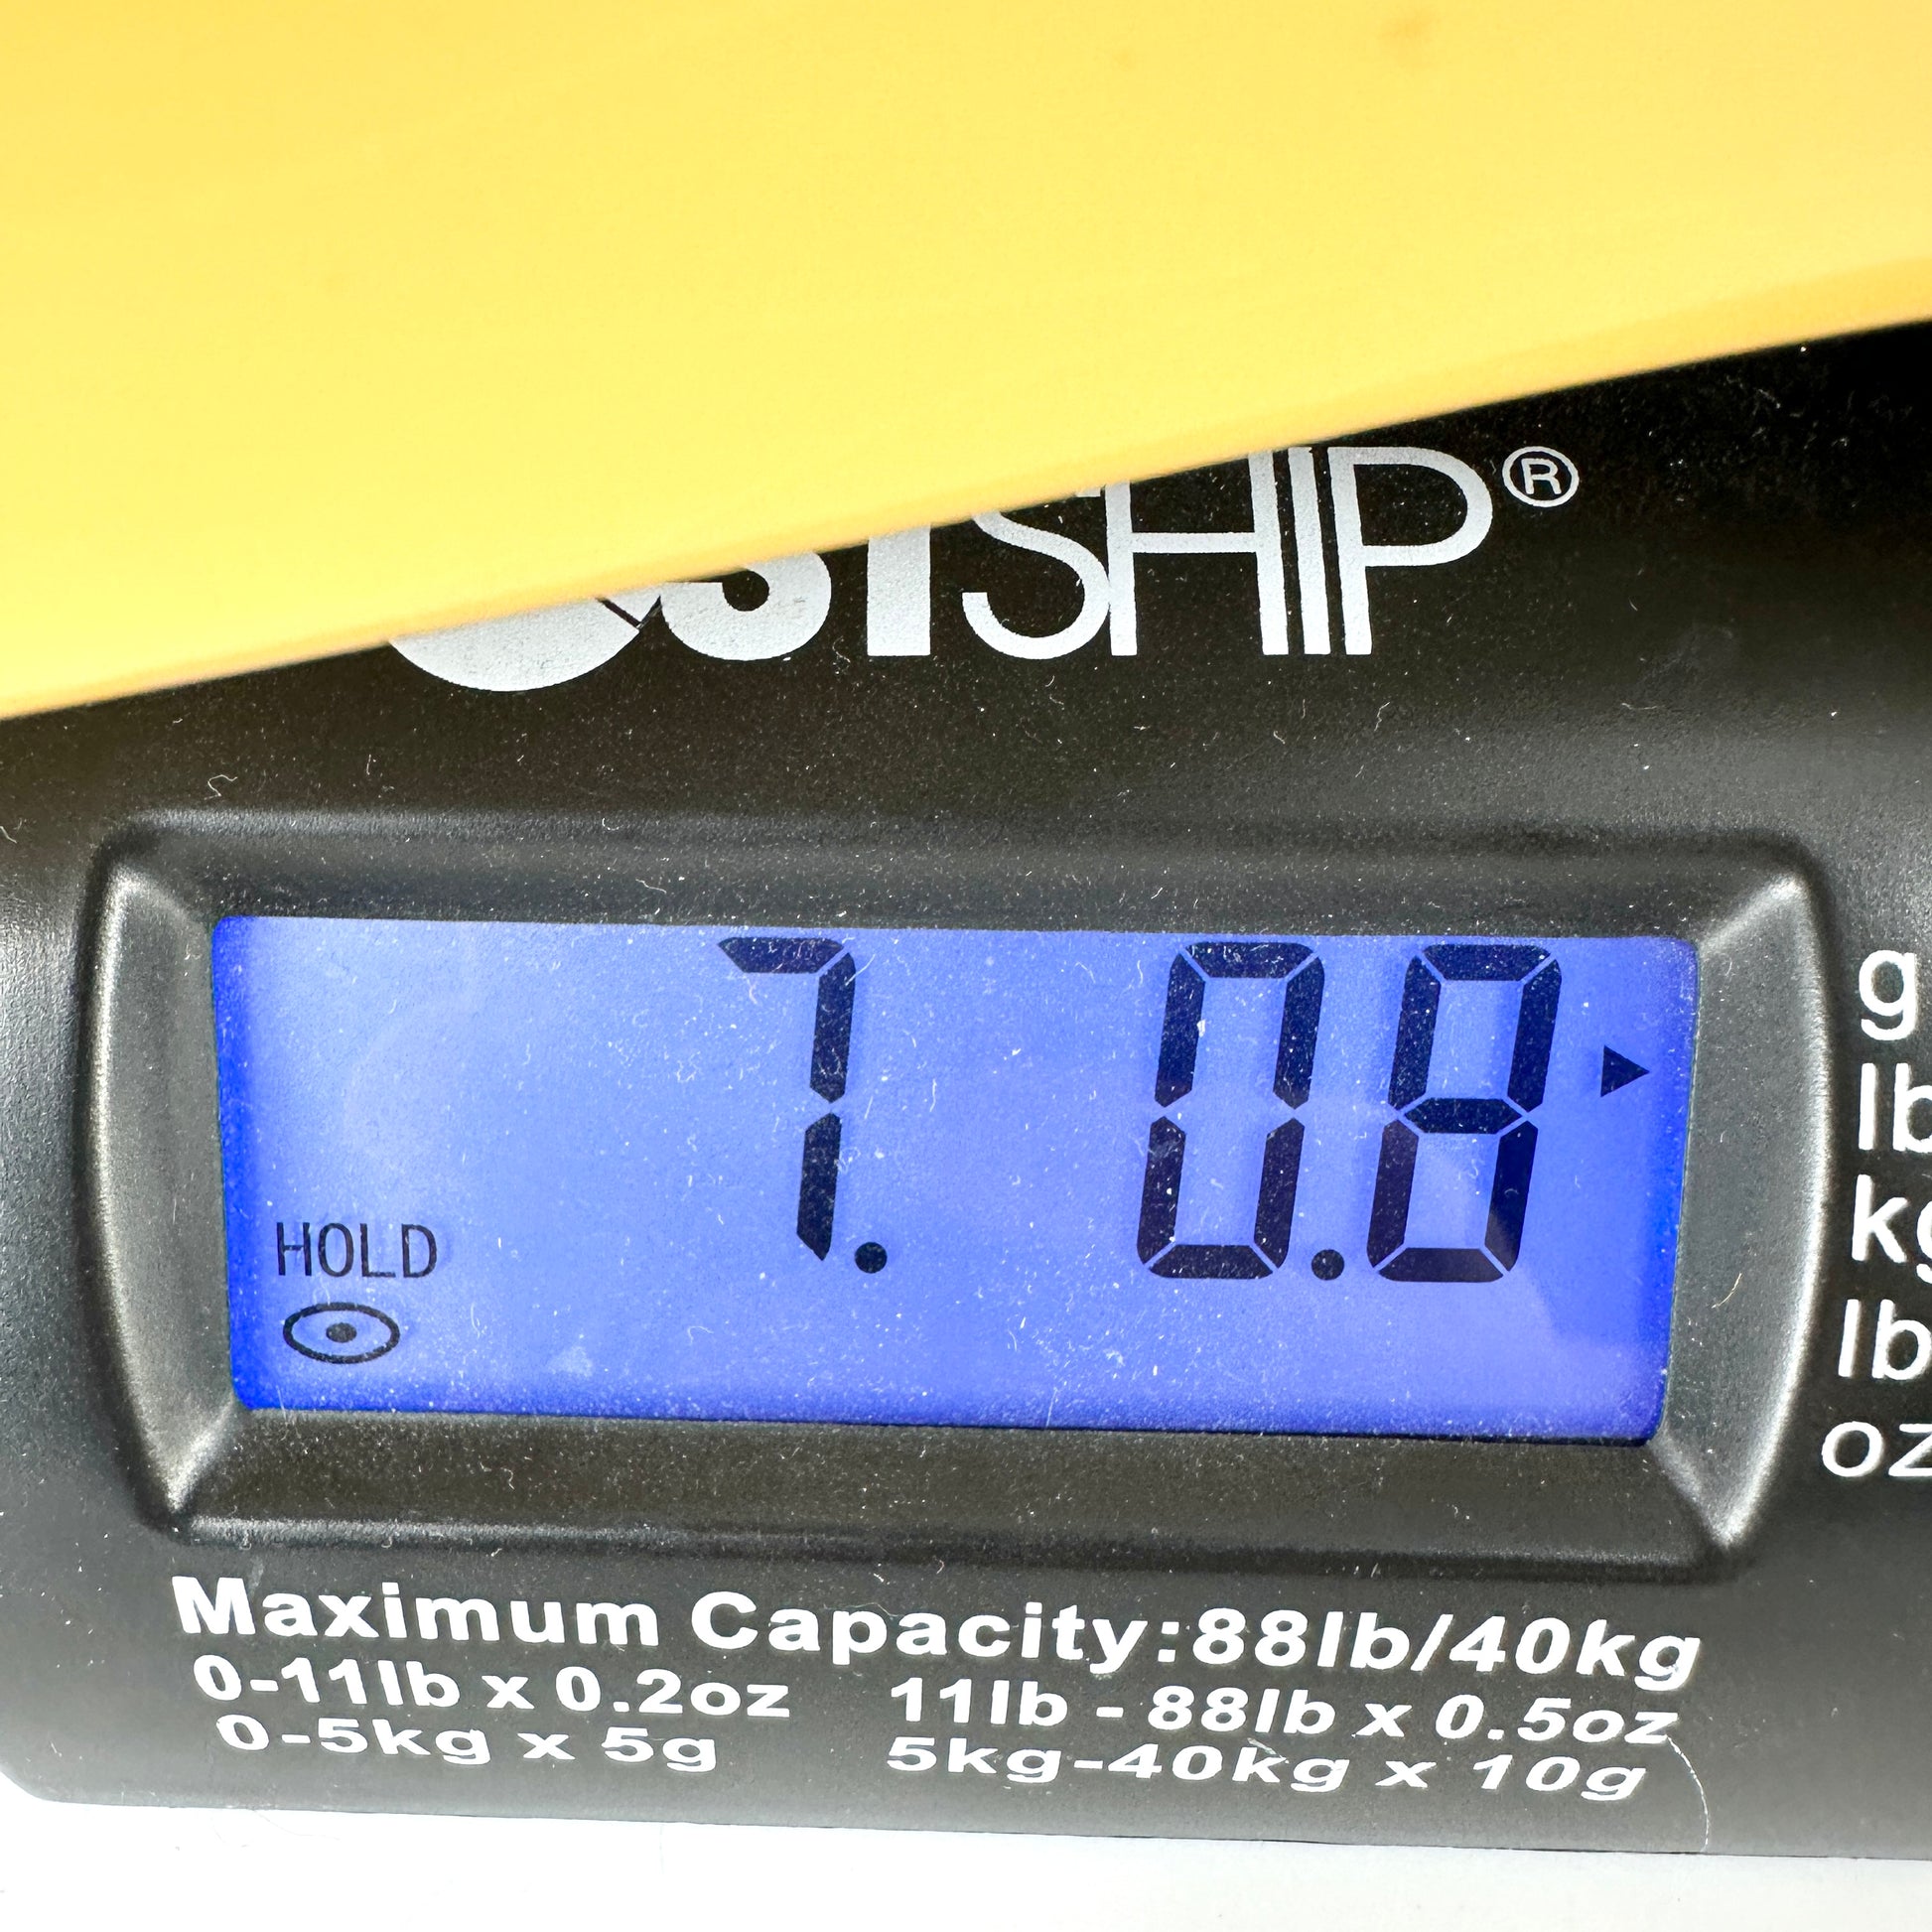 SHIP®
7. 0.8
HOLD
g
lb
kg
lb
oz
Maximum Capacity:88lb/40kg
0-11lb x 0.2oz 11lb - 88lb x 0.5oz
0-5kg x 5g 5kg-40kg x 10g